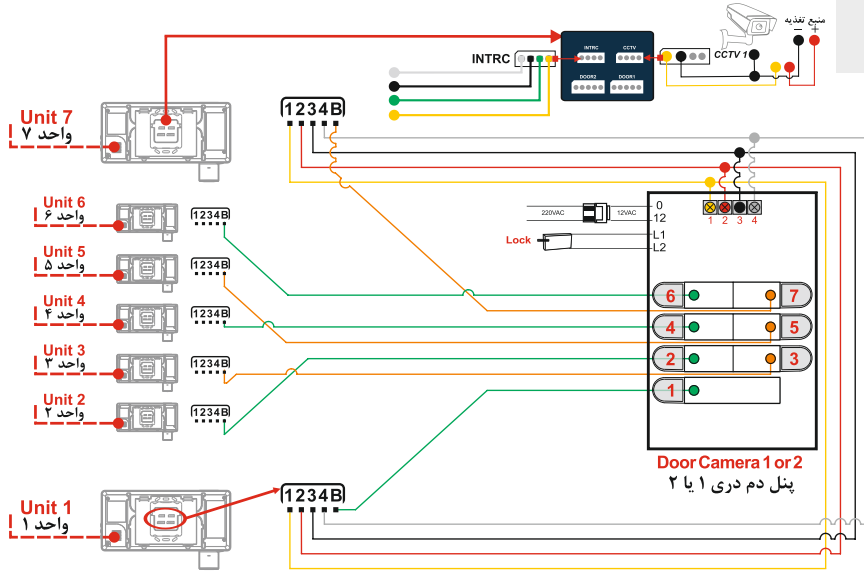 منبع تغذیه
− +
CCTV 1
INTRC
INTRC CCTV
DOOR2 DOOR1
Unit 7
واحد ۷
1234B
Unit 6
واحد ۶
1234B
Unit 5
واحد ۵
1234B
Unit 4
واحد ۴
1234B
Unit 3
واحد ۳
1234B
Unit 2
واحد ۲
1234B
Unit 1
واحد ۱
1234B
220VAC 12VAC
0
12
Lock
L1
L2
1 2 3 4
6 7
4 5
2 3
1
Door Camera 1 or 2
پنل دم دری ۱ یا ۲